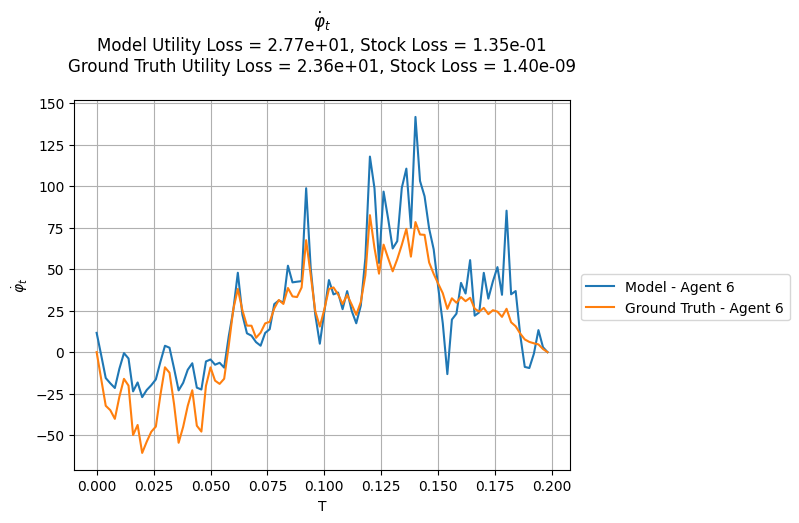 φ̇ₜ
Model Utility Loss = 2.77e+01, Stock Loss = 1.35e-01
Ground Truth Utility Loss = 2.36e+01, Stock Loss = 1.40e-09
150
125
100
75
50
25
0
−25
−50
φ̇ₜ
0.000 0.025 0.050 0.075 0.100 0.125 0.150 0.175 0.200
T
Model - Agent 6
Ground Truth - Agent 6